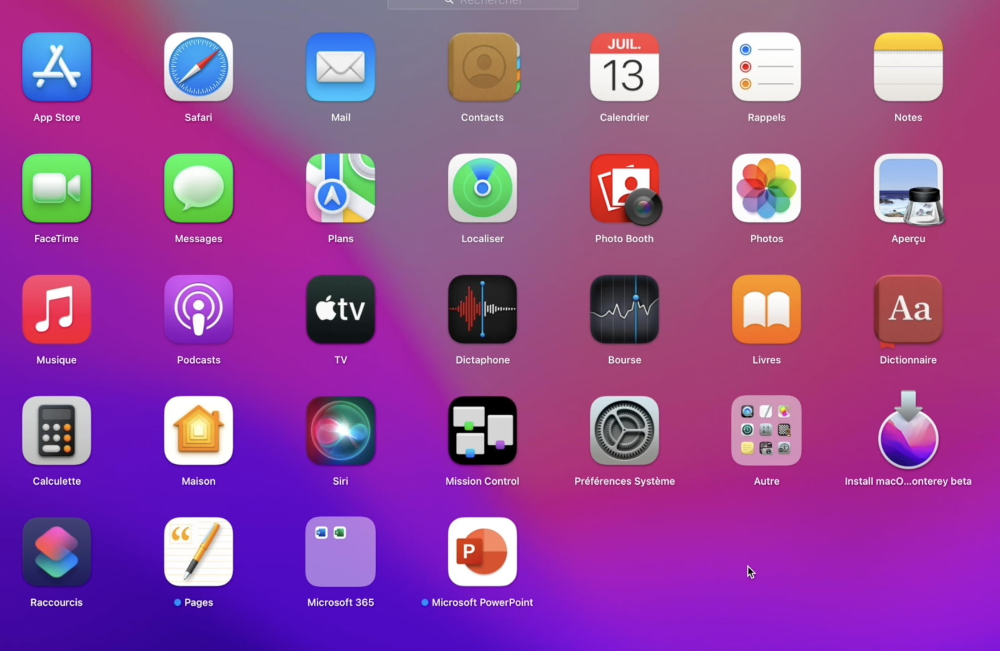 Rechercher
JUIL.
13
App Store
Safari
Mail
Contacts
Calendrier
Rappels
Notes
FaceTime
Messages
Plans
Localiser
Photo Booth
Photos
Aperçu
tv
Aa
Musique
Podcasts
TV
Dictaphone
Bourse
Livres
Dictionnaire
Calculette
Maison
Siri
Mission Control
Préférences Système
Autre
Install macO...onterey beta
“
W
P
Raccourcis
Pages
Microsoft 365
Microsoft PowerPoint